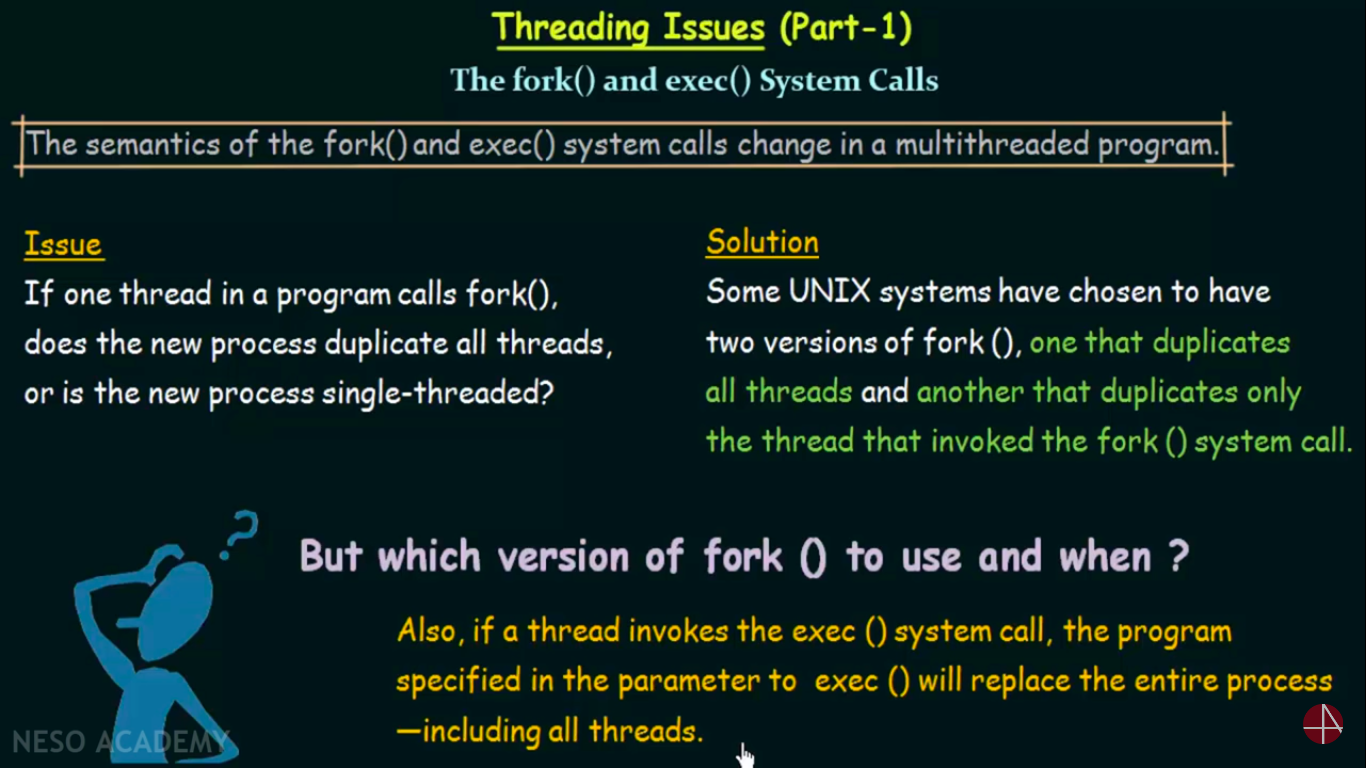 Threading Issues (Part-1)
The fork() and exec() System Calls
The semantics of the fork() and exec() system calls change in a multithreaded program.
Issue
If one thread in a program calls fork(),
does the new process duplicate all threads,
or is the new process single-threaded?
Solution
Some UNIX systems have chosen to have
two versions of fork (), one that duplicates
all threads and another that duplicates only
the thread that invoked the fork () system call.
?
But which version of fork () to use and when ?
Also, if a thread invokes the exec () system call, the program
specified in the parameter to exec () will replace the entire process
—including all threads.
NESO ACADEMY